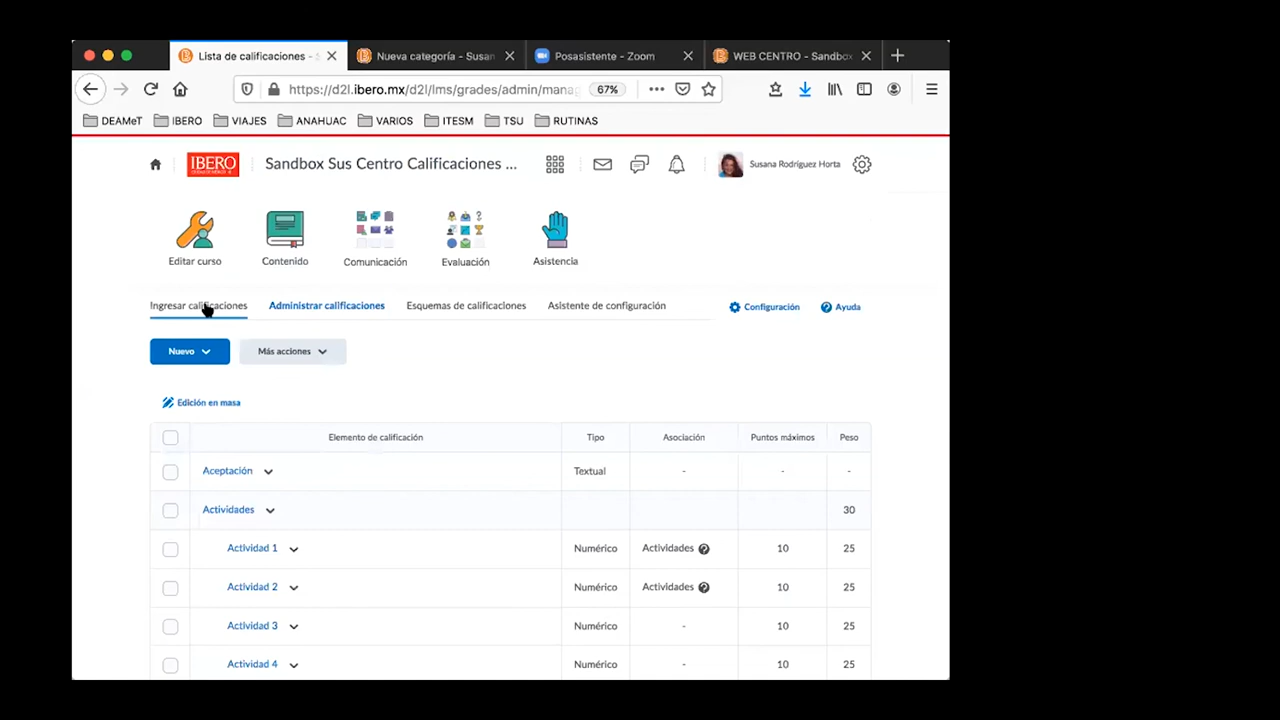 Lista de calificaciones - S
Nueva categoría - Susan
Posasistente - Zoom
WEB CENTRO - Sandbox
https://d2l.ibero.mx/d2l/lms/grades/admin/manag
67%
DEAMeT
IBERO
VIAJES
ANAHUAC
VARIOS
ITESM
TSU
RUTINAS
IBERO
Sandbox Sus Centro Calificaciones ...
Susana Rodríguez Horta
Editar curso
Contenido
Comunicación
Evaluación
Asistencia
Ingresar calificaciones
Administrar calificaciones
Esquemas de calificaciones
Asistente de configuración
Configuración
Ayuda
Nuevo
Más acciones
Edición en masa
Elemento de calificación Tipo Asociación Puntos máximos Peso
Aceptación Textual - - -
Actividades 30
Actividad 1 Numérico Actividades 10 25
Actividad 2 Numérico Actividades 10 25
Actividad 3 Numérico - 10 25
Actividad 4 Numérico - 10 25